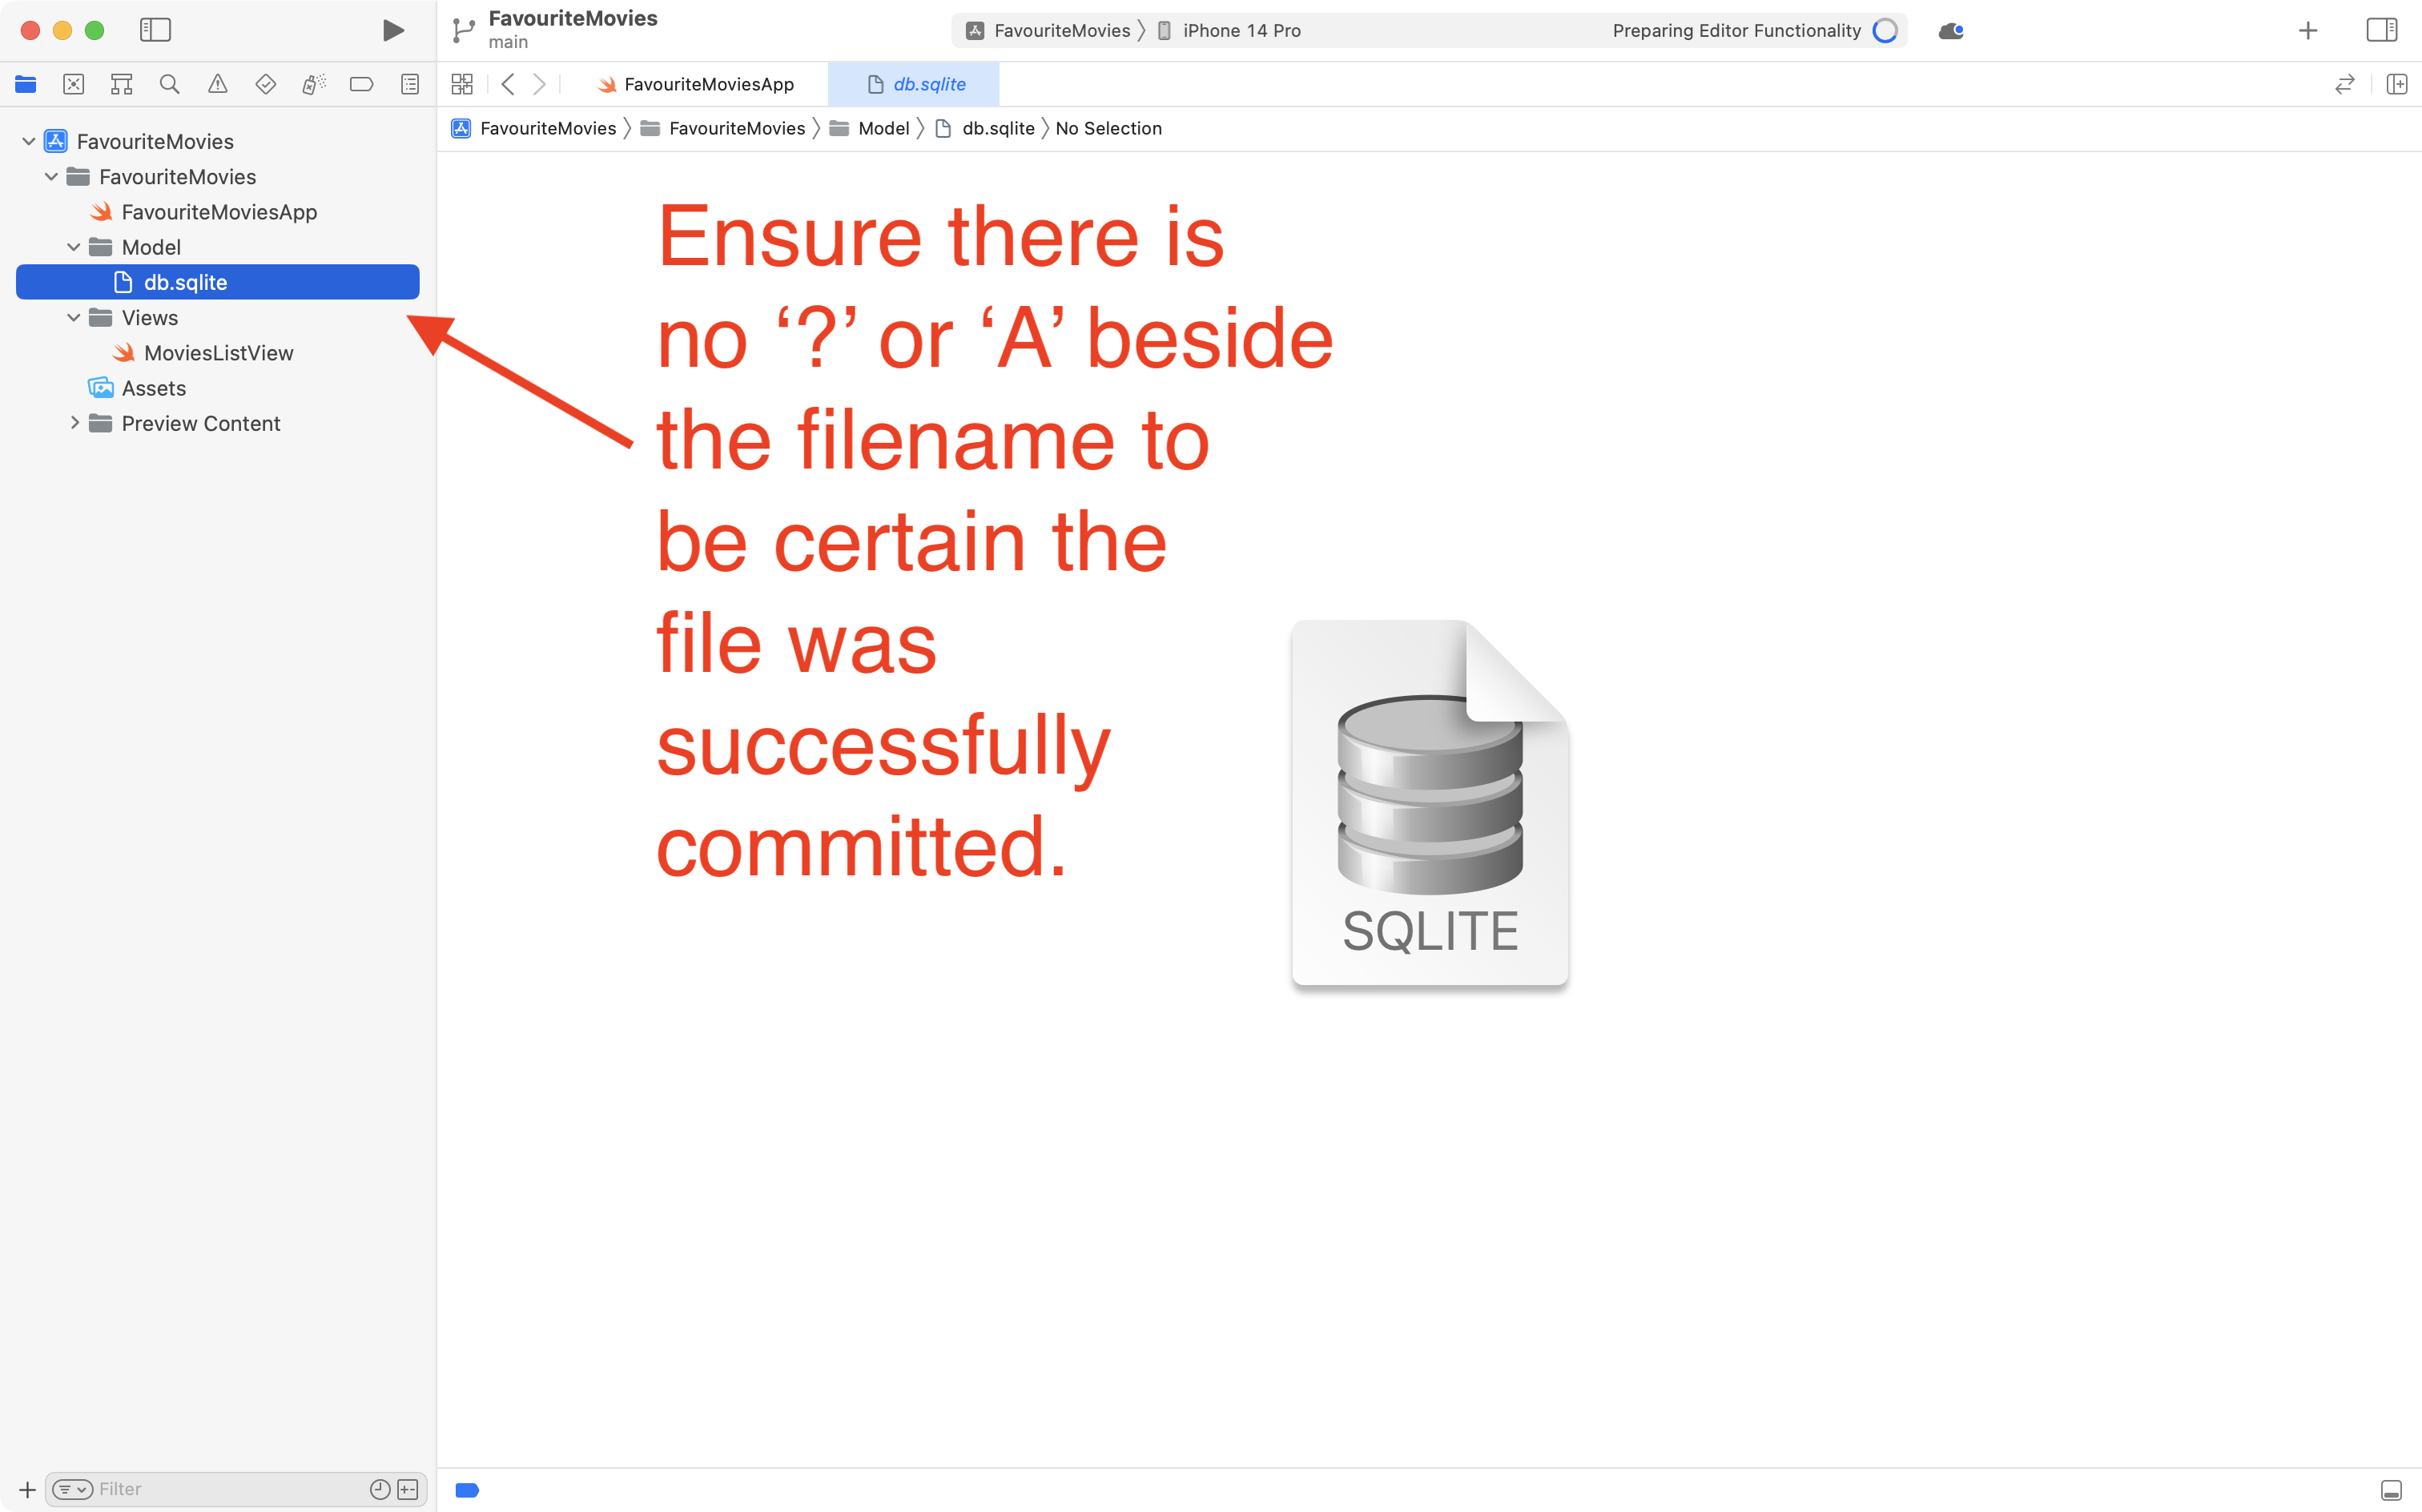 FavouriteMovies
main
FavouriteMovies
iPhone 14 Pro
Preparing Editor Functionality
FavouriteMoviesApp
db.sqlite
FavouriteMovies
FavouriteMovies
Model
db.sqlite
No Selection
FavouriteMovies
FavouriteMovies
FavouriteMoviesApp
Model
db.sqlite
Views
MoviesListView
Assets
Preview Content
Ensure there is
no ‘?’ or ‘A’ beside
the filename to
be certain the
file was
successfully
committed.
SQLITE
Filter